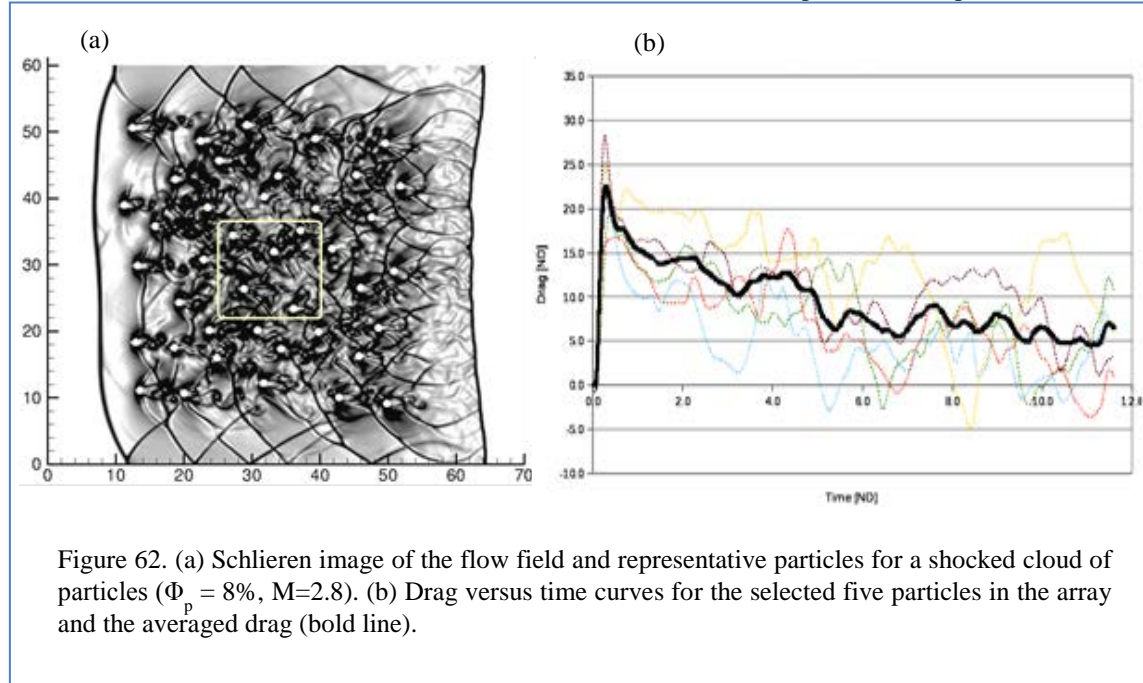 (a)
(b)
60
50
40
30
20
10
0
0 10 20 30 40 50 60 70
35.0
30.0
25.0
20.0
15.0
10.0
5.0
0.0
-5.0
-10.0
Drag [ND]
0.0 2.0 4.0 6.0 8.0 10.0 12.0
Time [ND]
Figure 62. (a) Schlieren image of the flow field and representative particles for a shocked cloud of
particles (Φp = 8%, M=2.8). (b) Drag versus time curves for the selected five particles in the array
and the averaged drag (bold line).